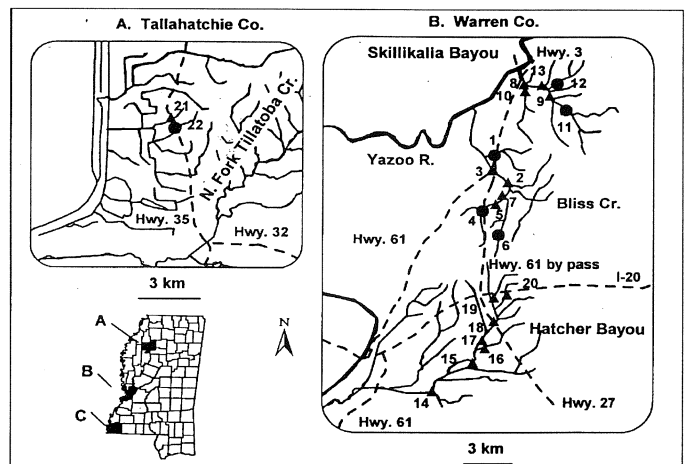 A. Tallahatchie Co.
21
22
N. Fork Tillatoba Cr.
Hwy. 35
Hwy. 32
3 km
A
B
C
N
B. Warren Co.
Skillikalia Bayou
Hwy. 3
13
8
12
10
9
11
1
Yazoo R.
3
2
7
Bliss Cr.
4
5
6
Hwy. 61
Hwy. 61 by pass
I-20
20
19
Hatcher Bayou
18
17
15
16
14
Hwy. 27
Hwy. 61
3 km